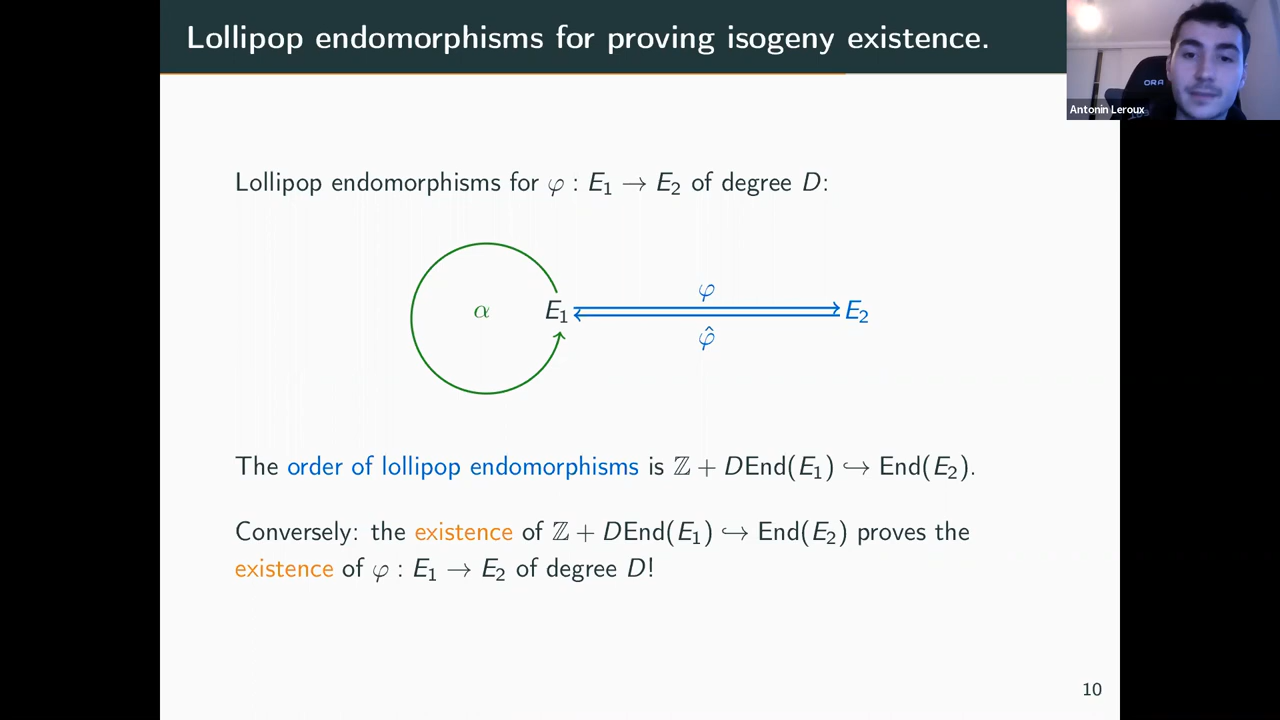 Lollipop endomorphisms for proving isogeny existence.
ORA
Antonin Leroux
Lollipop endomorphisms for φ : E₁ → E₂ of degree D:
φ
α
E₁
E₂
φ̂
The order of lollipop endomorphisms is ℤ + DEnd(E₁) ↪ End(E₂).
Conversely: the existence of ℤ + DEnd(E₁) ↪ End(E₂) proves the
existence of φ : E₁ → E₂ of degree D!
10